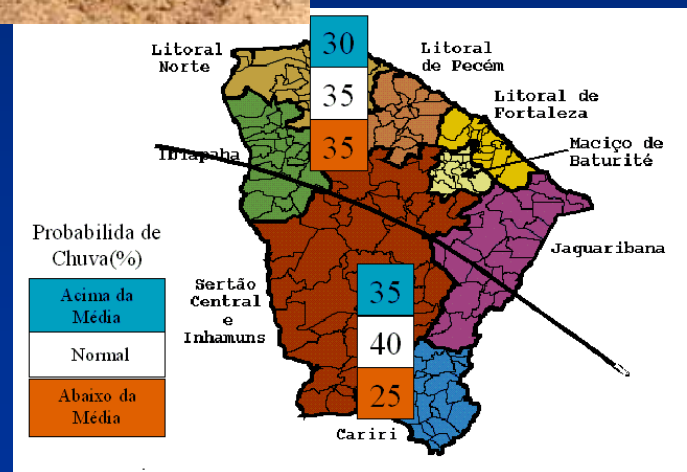 30
35
35
Litoral
Norte
Litoral
de Pecém
Litoral de
Fortaleza
Maciço de
Baturité
Ibiapaba
Jaguaribana
Probabilida de
Chuva(%)
Acima da
Média
Normal
Abaixo da
Média
Sertão
Central
e
Inhamuns
35
40
25
Cariri